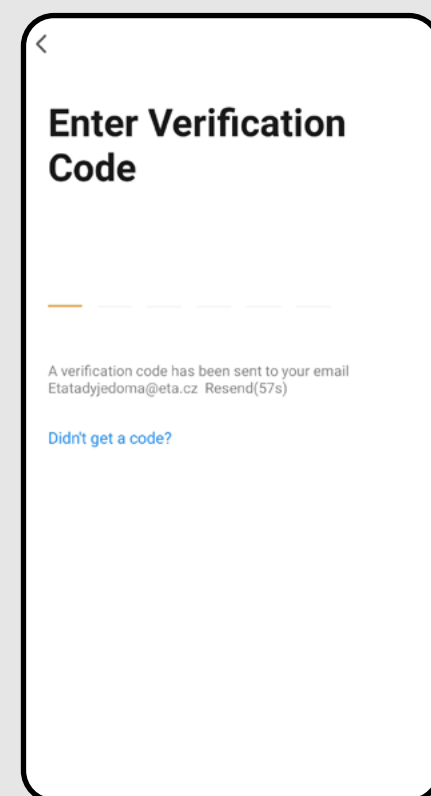 Enter Verification
Code
A verification code has been sent to your email
Etatadyjedoma@eta.cz Resend(57s)
Didn't get a code?